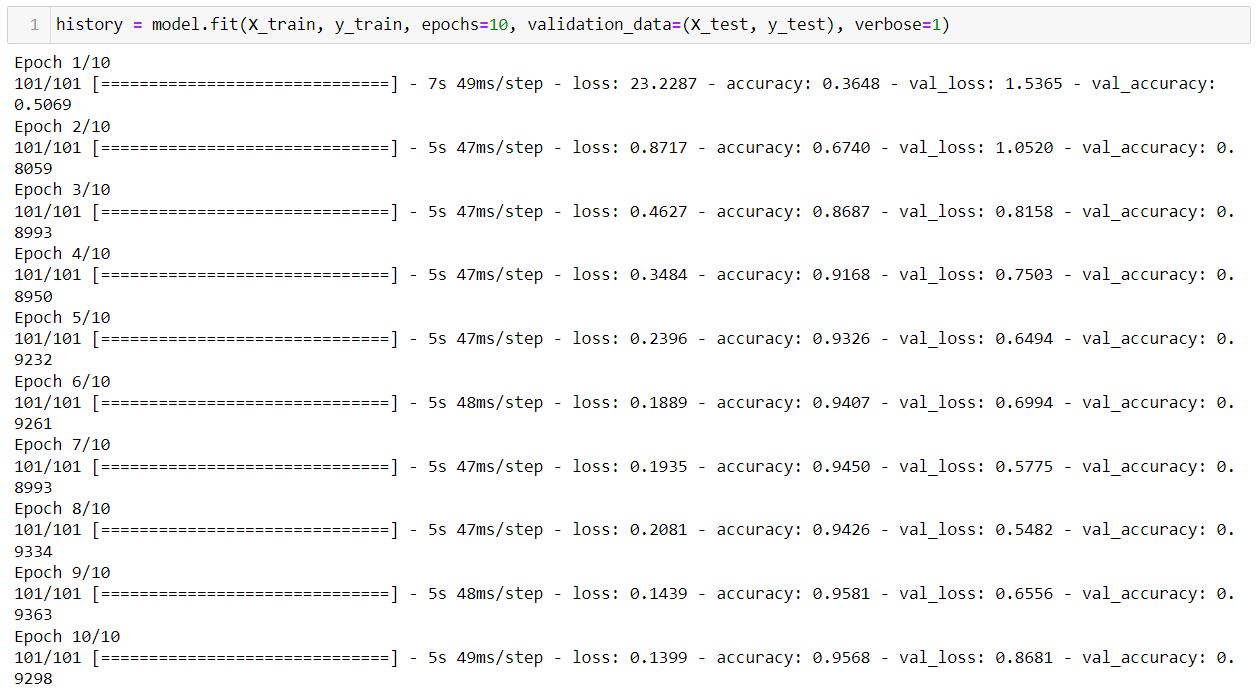 1 history = model.fit(X_train, y_train, epochs=10, validation_data=(X_test, y_test), verbose=1)
Epoch 1/10
101/101 [==============================] - 7s 49ms/step - loss: 23.2287 - accuracy: 0.3648 - val_loss: 1.5365 - val_accuracy:
0.5069
Epoch 2/10
101/101 [==============================] - 5s 47ms/step - loss: 0.8717 - accuracy: 0.6740 - val_loss: 1.0520 - val_accuracy: 0.
8059
Epoch 3/10
101/101 [==============================] - 5s 47ms/step - loss: 0.4627 - accuracy: 0.8687 - val_loss: 0.8158 - val_accuracy: 0.
8993
Epoch 4/10
101/101 [==============================] - 5s 47ms/step - loss: 0.3484 - accuracy: 0.9168 - val_loss: 0.7503 - val_accuracy: 0.
8950
Epoch 5/10
101/101 [==============================] - 5s 47ms/step - loss: 0.2396 - accuracy: 0.9326 - val_loss: 0.6494 - val_accuracy: 0.
9232
Epoch 6/10
101/101 [==============================] - 5s 48ms/step - loss: 0.1889 - accuracy: 0.9407 - val_loss: 0.6994 - val_accuracy: 0.
9261
Epoch 7/10
101/101 [==============================] - 5s 47ms/step - loss: 0.1935 - accuracy: 0.9450 - val_loss: 0.5775 - val_accuracy: 0.
8993
Epoch 8/10
101/101 [==============================] - 5s 47ms/step - loss: 0.2081 - accuracy: 0.9426 - val_loss: 0.5482 - val_accuracy: 0.
9334
Epoch 9/10
101/101 [==============================] - 5s 48ms/step - loss: 0.1439 - accuracy: 0.9581 - val_loss: 0.6556 - val_accuracy: 0.
9363
Epoch 10/10
101/101 [==============================] - 5s 49ms/step - loss: 0.1399 - accuracy: 0.9568 - val_loss: 0.8681 - val_accuracy: 0.
9298